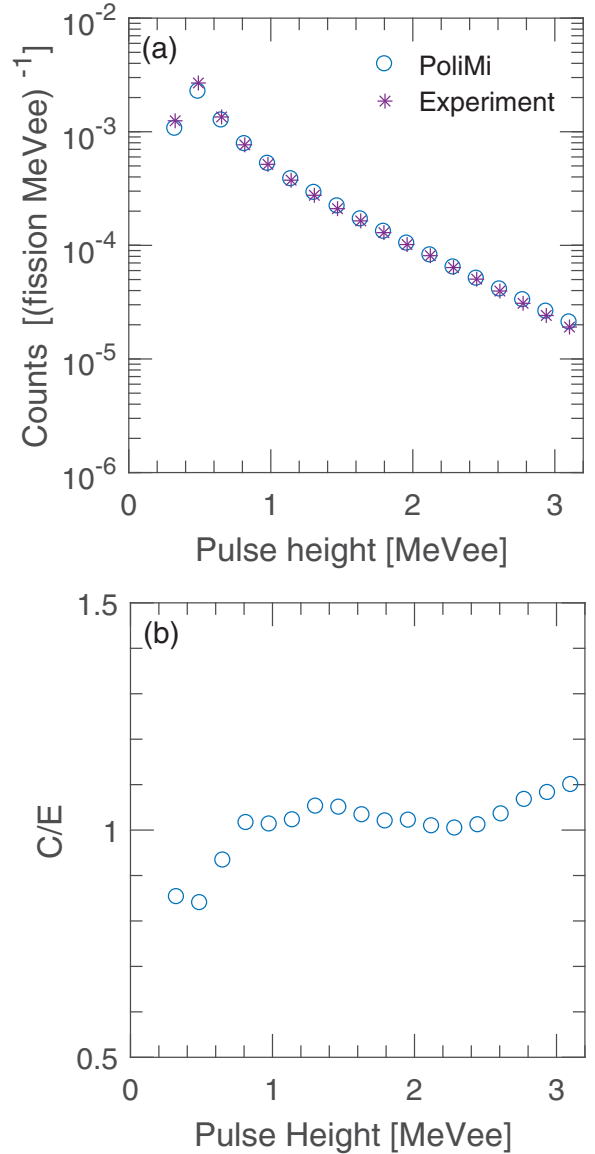 (a)
PoliMi
Experiment
10^-2
10^-3
10^-4
10^-5
10^-6
Counts [(fission MeVee) ^-1]
0 1 2 3
Pulse height [MeVee]
(b)
1.5
1
0.5
C/E
0 1 2 3
Pulse Height [MeVee]